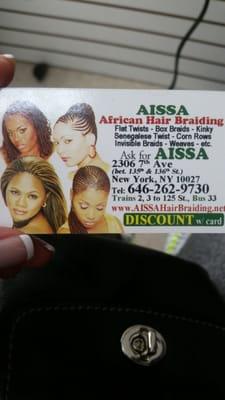 AISSA
African Hair Braiding
Flat Twists - Box Braids - Kinky
Senegalese Twist - Corn Rows
Invisible Braids - Weaves - etc.
Ask for AISSA
2306 7th Ave
(bet. 135th & 136th St.)
New York, NY 10027
Tel: 646-262-9730
Trains 2, 3 to 125 St., Bus 33
www.AISSAHairBraiding.net
DISCOUNT w/ card